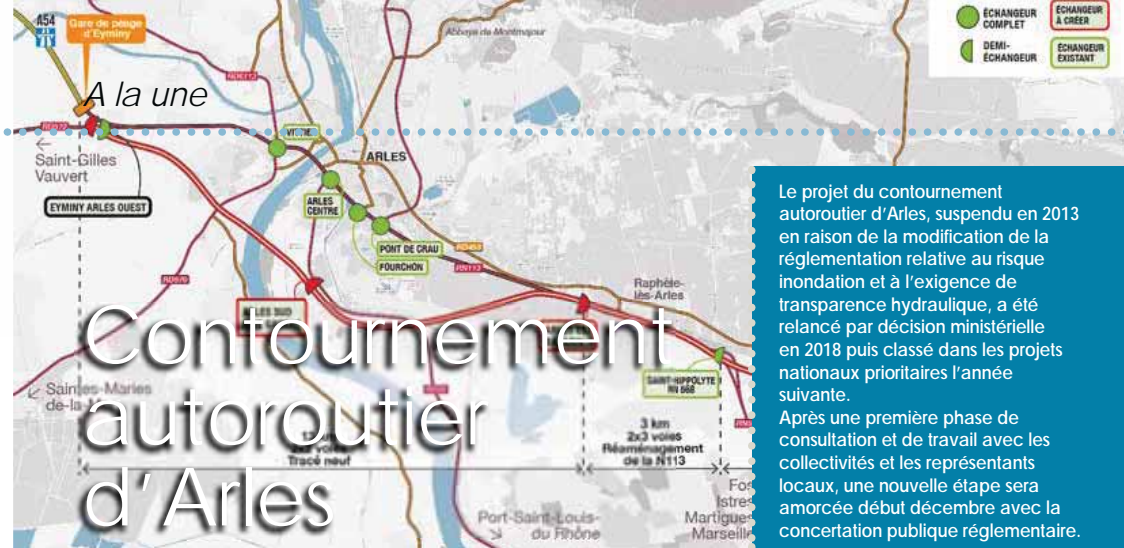 A54
Gare de péage
d'Eyminy
A la une
Abbaye de Montmajour
ÉCHANGEUR
COMPLET
ÉCHANGEUR
À CRÉER
DEMI-
ÉCHANGEUR
ÉCHANGEUR
EXISTANT
Saint-Gilles
Vauvert
EYMINY ARLES OUEST
ARLES
ARLES
CENTRE
PONT DE CRAU
FOURCHON
RN113
Raphèle-
lès-Arles
SAINT-HIPPOLYTE
RN 568
Contournement
autoroutier
d'Arles
Saintes-Maries
de-la-
Tracé neuf
3 km
2x3 voies
Réaménagement
de la N113
Port-Saint-Louis-
du Rhône
Fos
Istres
Martigues
Marseille
Le projet du contournement
autoroutier d'Arles, suspendu en 2013
en raison de la modification de la
réglementation relative au risque
inondation et à l'exigence de
transparence hydraulique, a été
relancé par décision ministérielle
en 2018 puis classé dans les projets
nationaux prioritaires l'année
suivante.
Après une première phase de
consultation et de travail avec les
collectivités et les représentants
locaux, une nouvelle étape sera
amorcée début décembre avec la
concertation publique réglementaire.